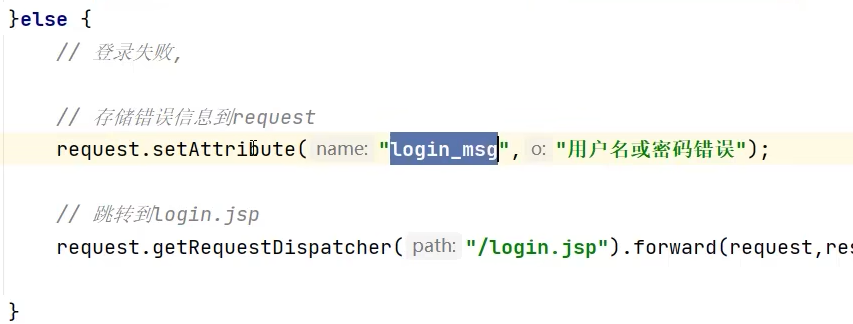 }else {
// 登录失败,
// 存储错误信息到request
request.setAttribute( name: "login_msg", o: "用户名或密码错误");
// 跳转到login.jsp
request.getRequestDispatcher( path: "/login.jsp").forward(request,res
}